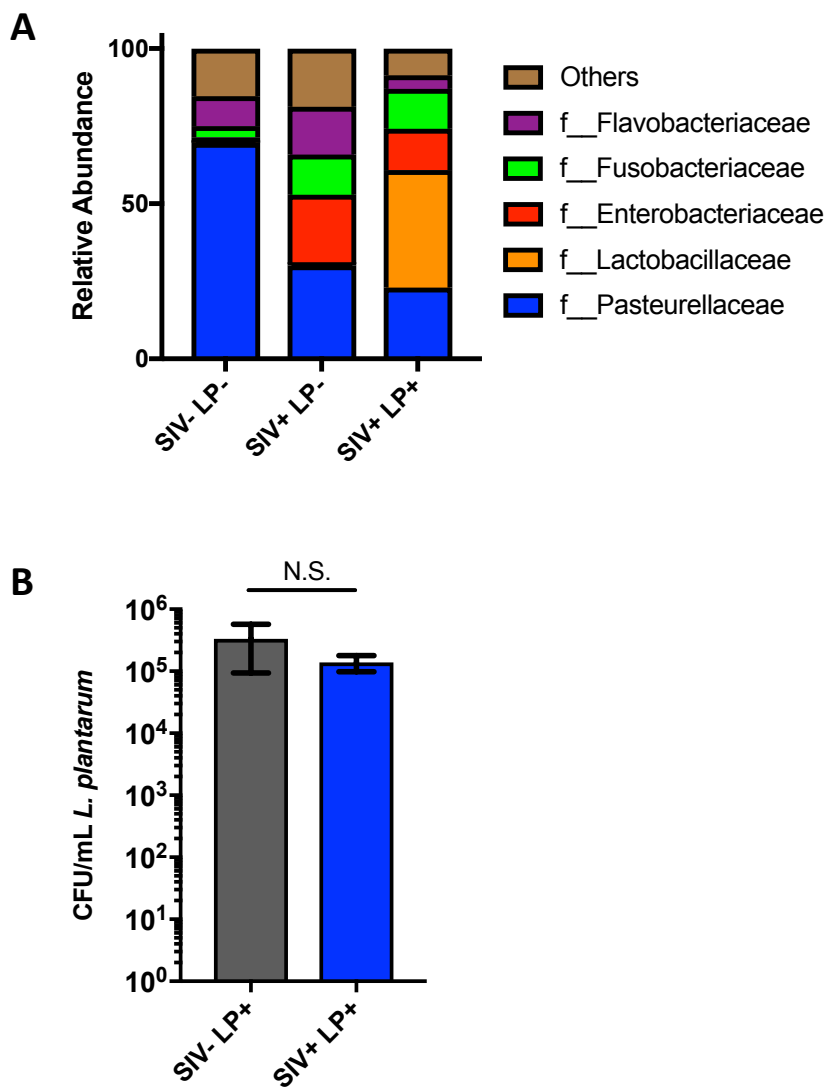 A
Relative Abundance
100
50
0
SIV- LP-
SIV+ LP-
SIV+ LP+
Others
f__Flavobacteriaceae
f__Fusobacteriaceae
f__Enterobacteriaceae
f__Lactobacillaceae
f__Pasteurellaceae
B
N.S.
CFU/mL L. plantarum
10⁶
10⁵
10⁴
10³
10²
10¹
10⁰
SIV- LP+
SIV+ LP+